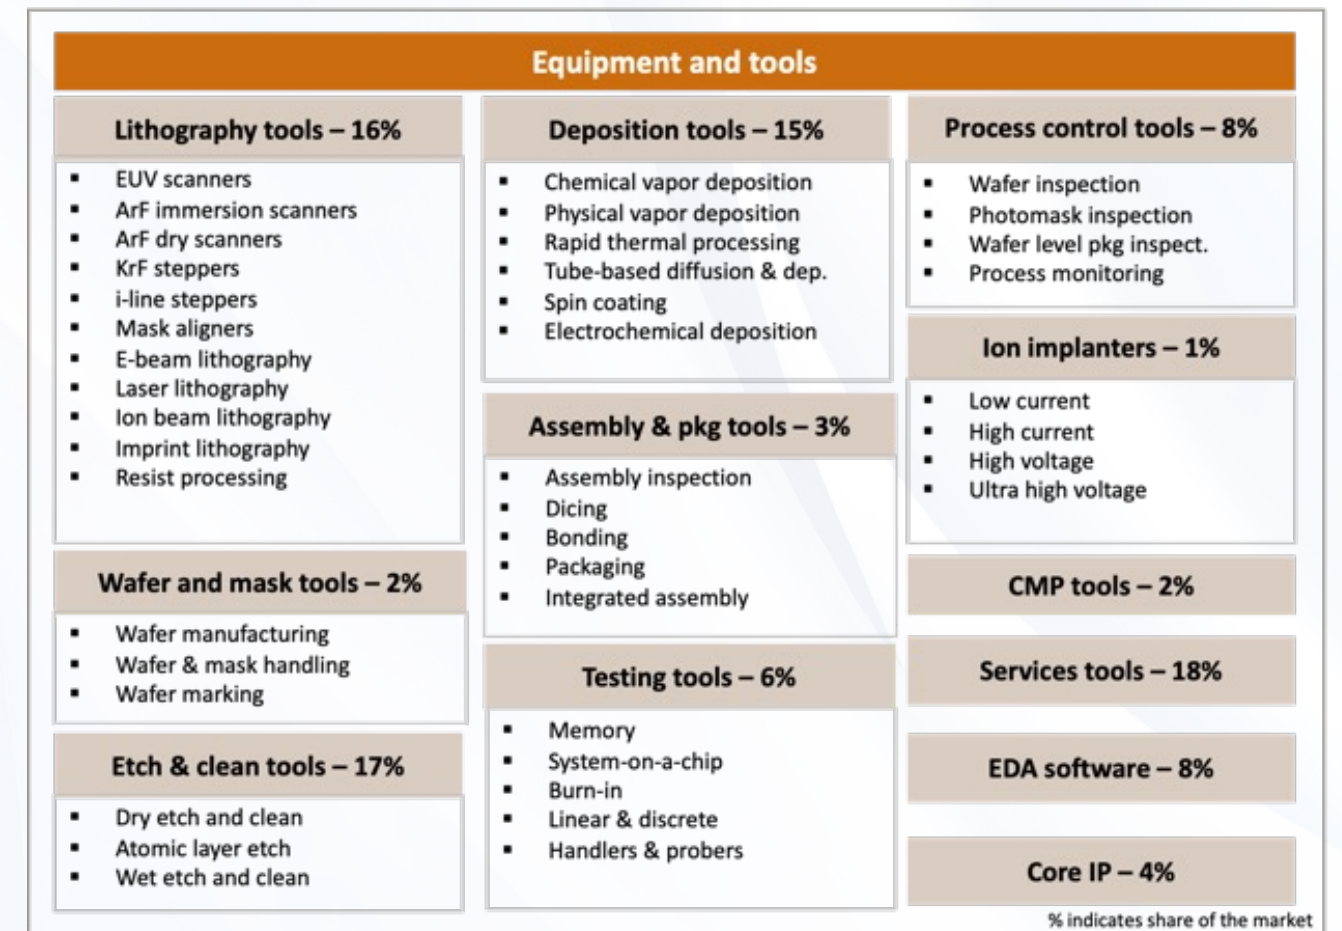 Equipment and tools
Lithography tools – 16%
▪ EUV scanners
▪ ArF immersion scanners
▪ ArF dry scanners
▪ KrF steppers
▪ i-line steppers
▪ Mask aligners
▪ E-beam lithography
▪ Laser lithography
▪ Ion beam lithography
▪ Imprint lithography
▪ Resist processing
Wafer and mask tools – 2%
▪ Wafer manufacturing
▪ Wafer & mask handling
▪ Wafer marking
Etch & clean tools – 17%
▪ Dry etch and clean
▪ Atomic layer etch
▪ Wet etch and clean
Deposition tools – 15%
▪ Chemical vapor deposition
▪ Physical vapor deposition
▪ Rapid thermal processing
▪ Tube-based diffusion & dep.
▪ Spin coating
▪ Electrochemical deposition
Assembly & pkg tools – 3%
▪ Assembly inspection
▪ Dicing
▪ Bonding
▪ Packaging
▪ Integrated assembly
Testing tools – 6%
▪ Memory
▪ System-on-a-chip
▪ Burn-in
▪ Linear & discrete
▪ Handlers & probers
Process control tools – 8%
▪ Wafer inspection
▪ Photomask inspection
▪ Wafer level pkg inspect.
▪ Process monitoring
Ion implanters – 1%
▪ Low current
▪ High current
▪ High voltage
▪ Ultra high voltage
CMP tools – 2%
Services tools – 18%
EDA software – 8%
Core IP – 4%
% indicates share of the market